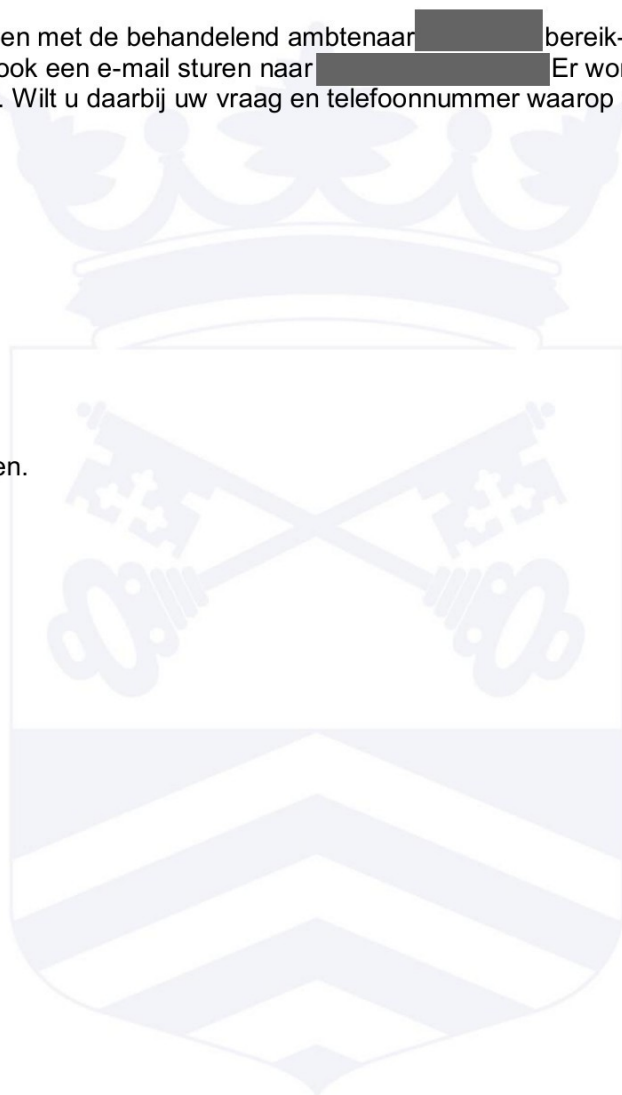 en met de behandelend ambtenaar bereik-
ook een e-mail sturen naar Er wor
. Wilt u daarbij uw vraag en telefoonnummer waarop
en.